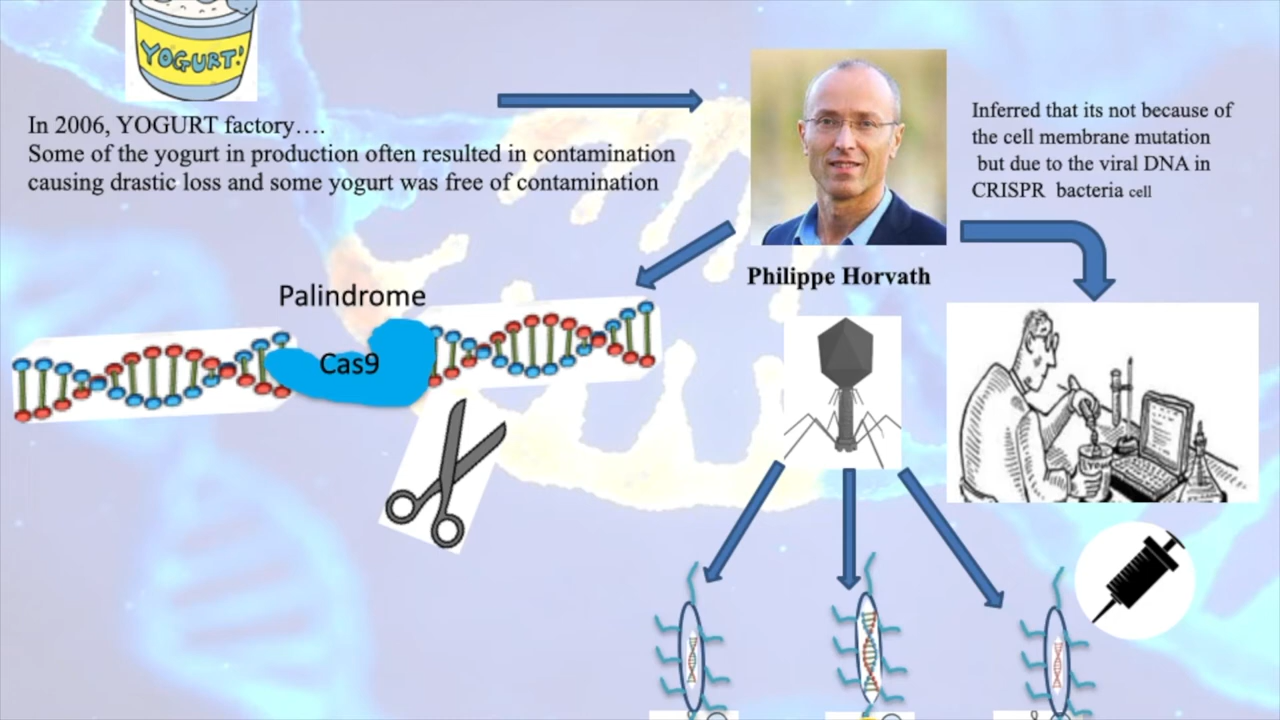 YOGURT!
In 2006, YOGURT factory….
Some of the yogurt in production often resulted in contamination
causing drastic loss and some yogurt was free of contamination
Inferred that its not because of
the cell membrane mutation
but due to the viral DNA in
CRISPR bacteria cell
Philippe Horvath
Palindrome
Cas9